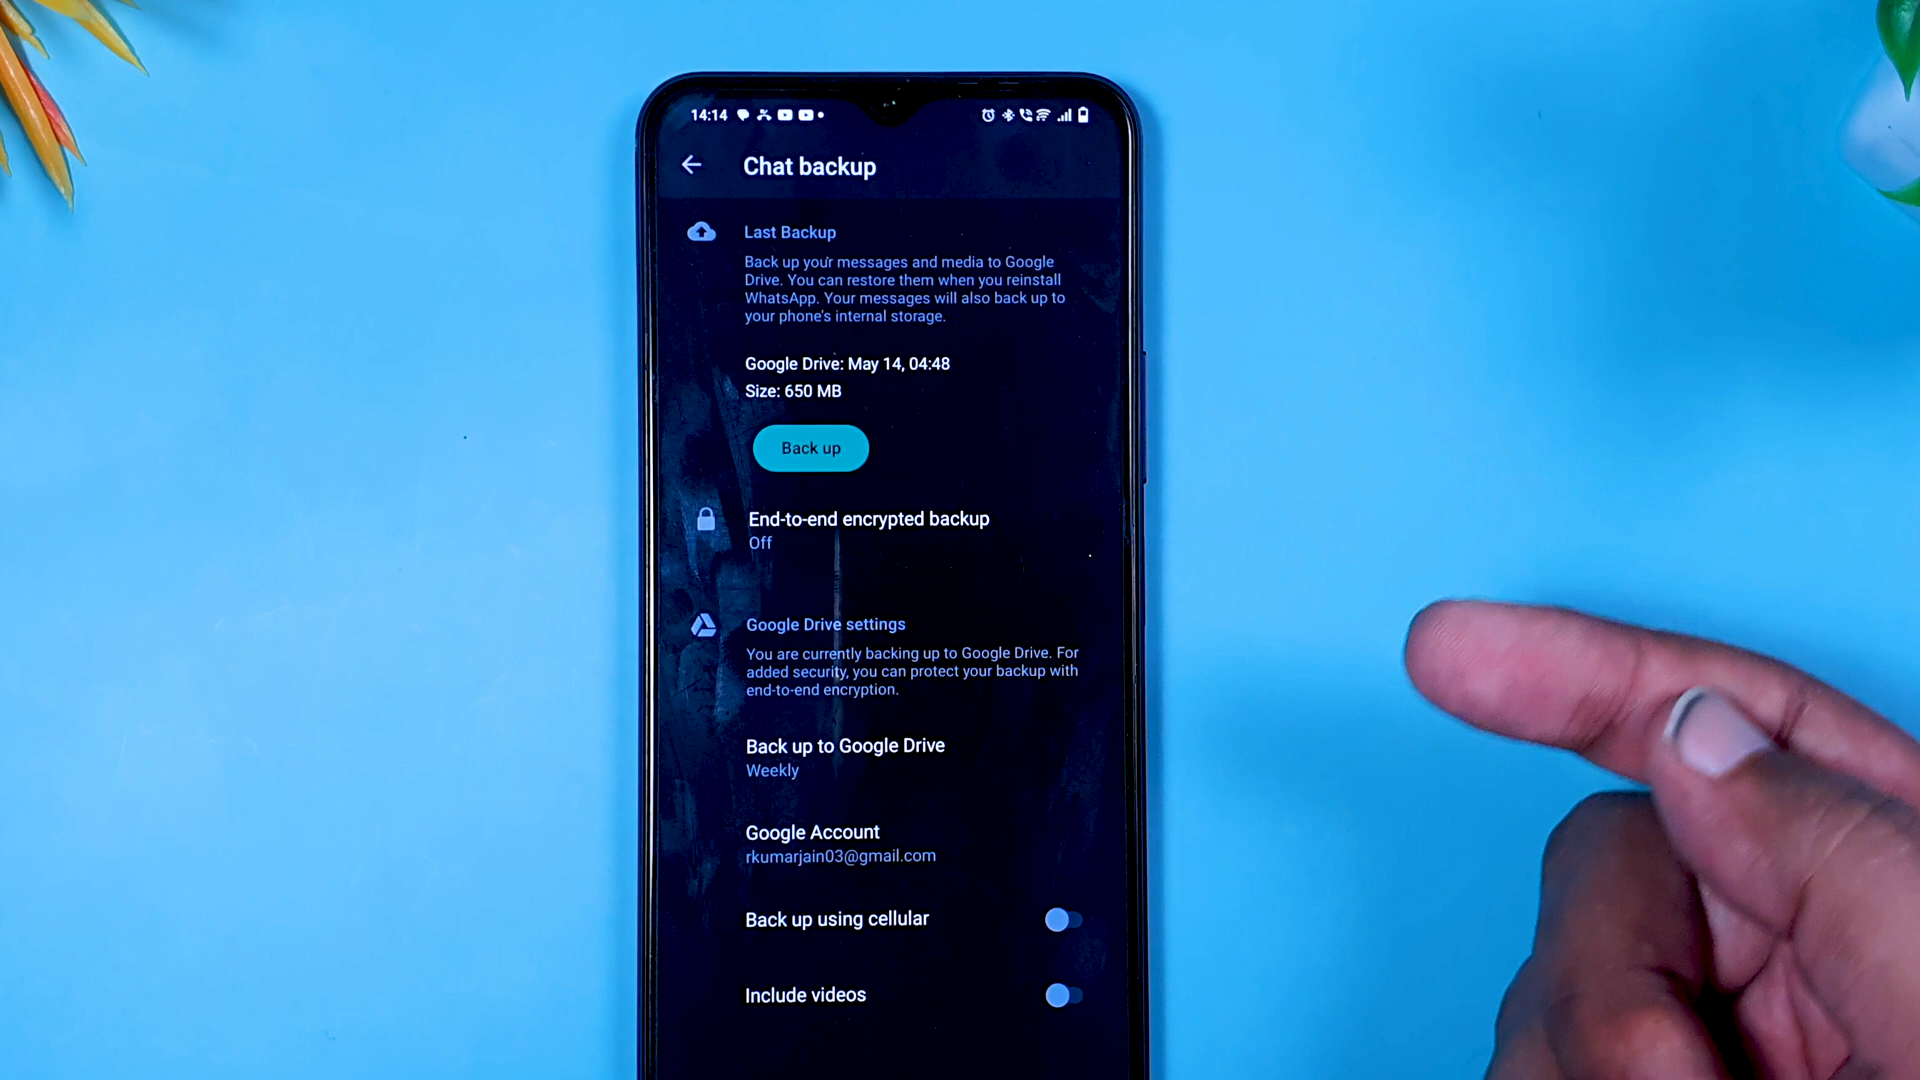 14:14
Chat backup
Last Backup
Back up your messages and media to Google
Drive. You can restore them when you reinstall
WhatsApp. Your messages will also back up to
your phone's internal storage.
Google Drive: May 14, 04:48
Size: 650 MB
Back up
End-to-end encrypted backup
Off
Google Drive settings
You are currently backing up to Google Drive. For
added security, you can protect your backup with
end-to-end encryption.
Back up to Google Drive
Weekly
Google Account
rkumarjain03@gmail.com
Back up using cellular
Include videos